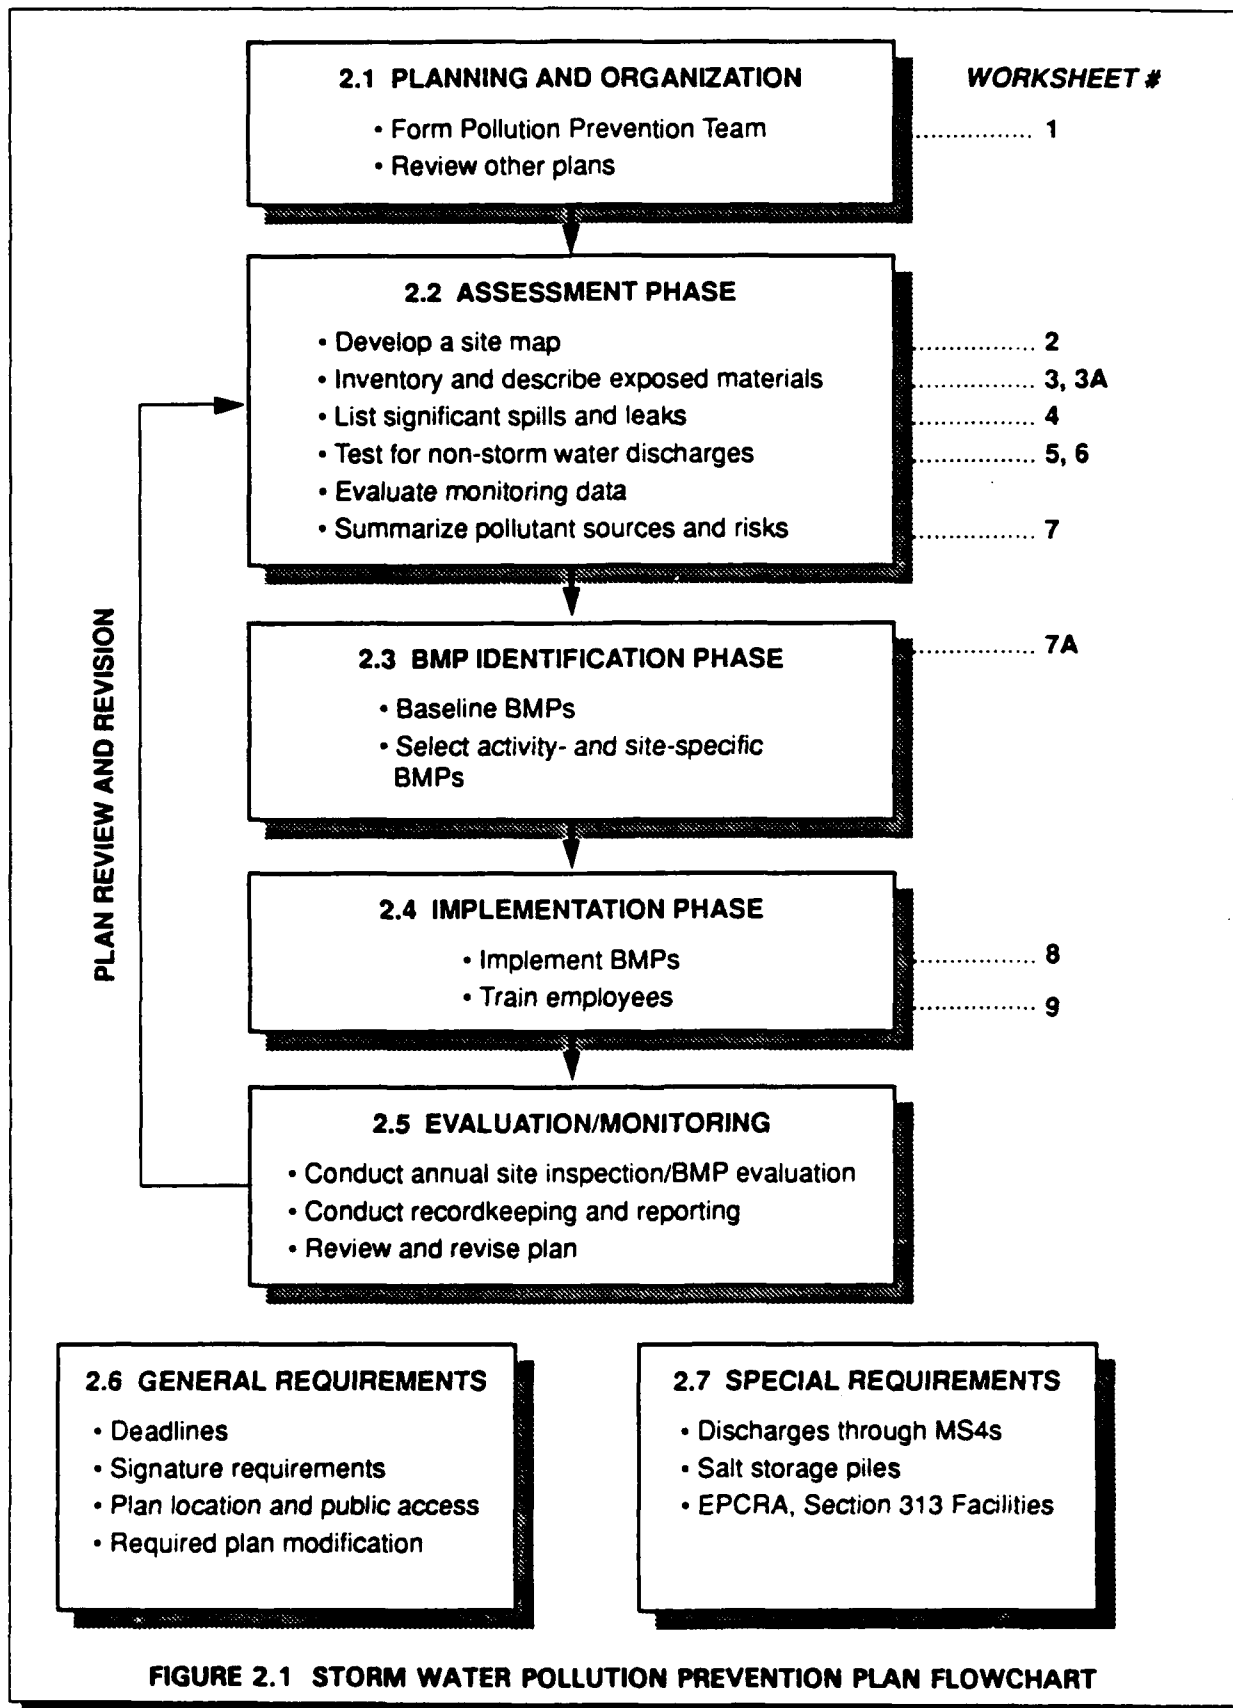 2.1 PLANNING AND ORGANIZATION
WORKSHEET #
• Form Pollution Prevention Team ............... 1
• Review other plans
2.2 ASSESSMENT PHASE
• Develop a site map ............... 2
• Inventory and describe exposed materials ............... 3, 3A
• List significant spills and leaks ............... 4
• Test for non-storm water discharges ............... 5, 6
• Evaluate monitoring data
• Summarize pollutant sources and risks ............... 7
PLAN REVIEW AND REVISION
2.3 BMP IDENTIFICATION PHASE ............... 7A
• Baseline BMPs
• Select activity- and site-specific
BMPs
2.4 IMPLEMENTATION PHASE
• Implement BMPs ............... 8
• Train employees ............... 9
2.5 EVALUATION/MONITORING
• Conduct annual site inspection/BMP evaluation
• Conduct recordkeeping and reporting
• Review and revise plan
2.6 GENERAL REQUIREMENTS
• Deadlines
• Signature requirements
• Plan location and public access
• Required plan modification
2.7 SPECIAL REQUIREMENTS
• Discharges through MS4s
• Salt storage piles
• EPCRA, Section 313 Facilities
FIGURE 2.1 STORM WATER POLLUTION PREVENTION PLAN FLOWCHART